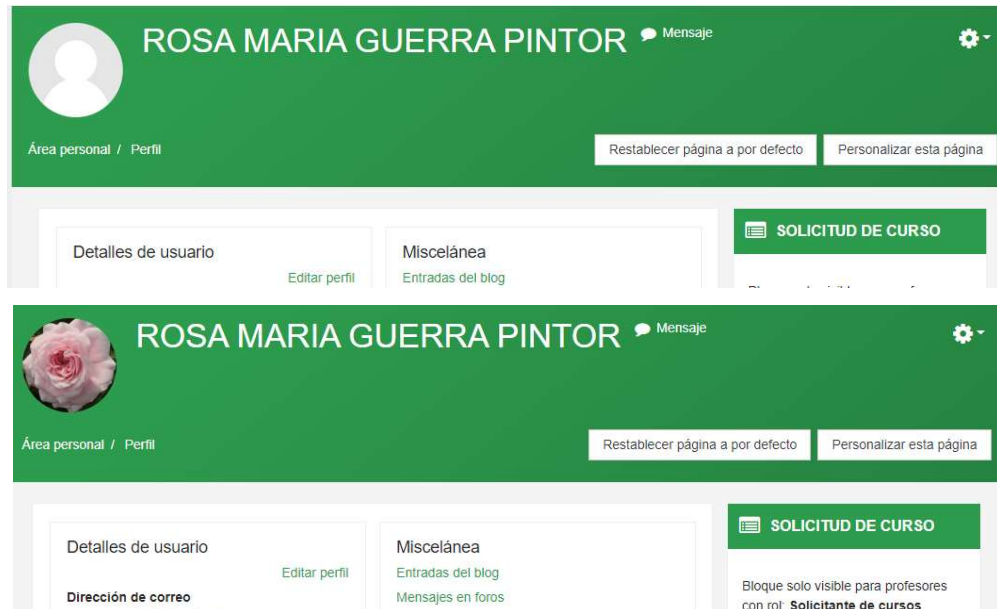 ROSA MARIA GUERRA PINTOR Mensaje
Área personal / Perfil
Restablecer página a por defecto Personalizar esta página
SOLICITUD DE CURSO
Detalles de usuario
Editar perfil
Miscelánea
Entradas del blog
ROSA MARIA GUERRA PINTOR Mensaje
Área personal / Perfil
Restablecer página a por defecto Personalizar esta página
SOLICITUD DE CURSO
Detalles de usuario
Editar perfil
Dirección de correo
Miscelánea
Entradas del blog
Mensajes en foros
Bloque solo visible para profesores
con rol: Solicitante de cursos